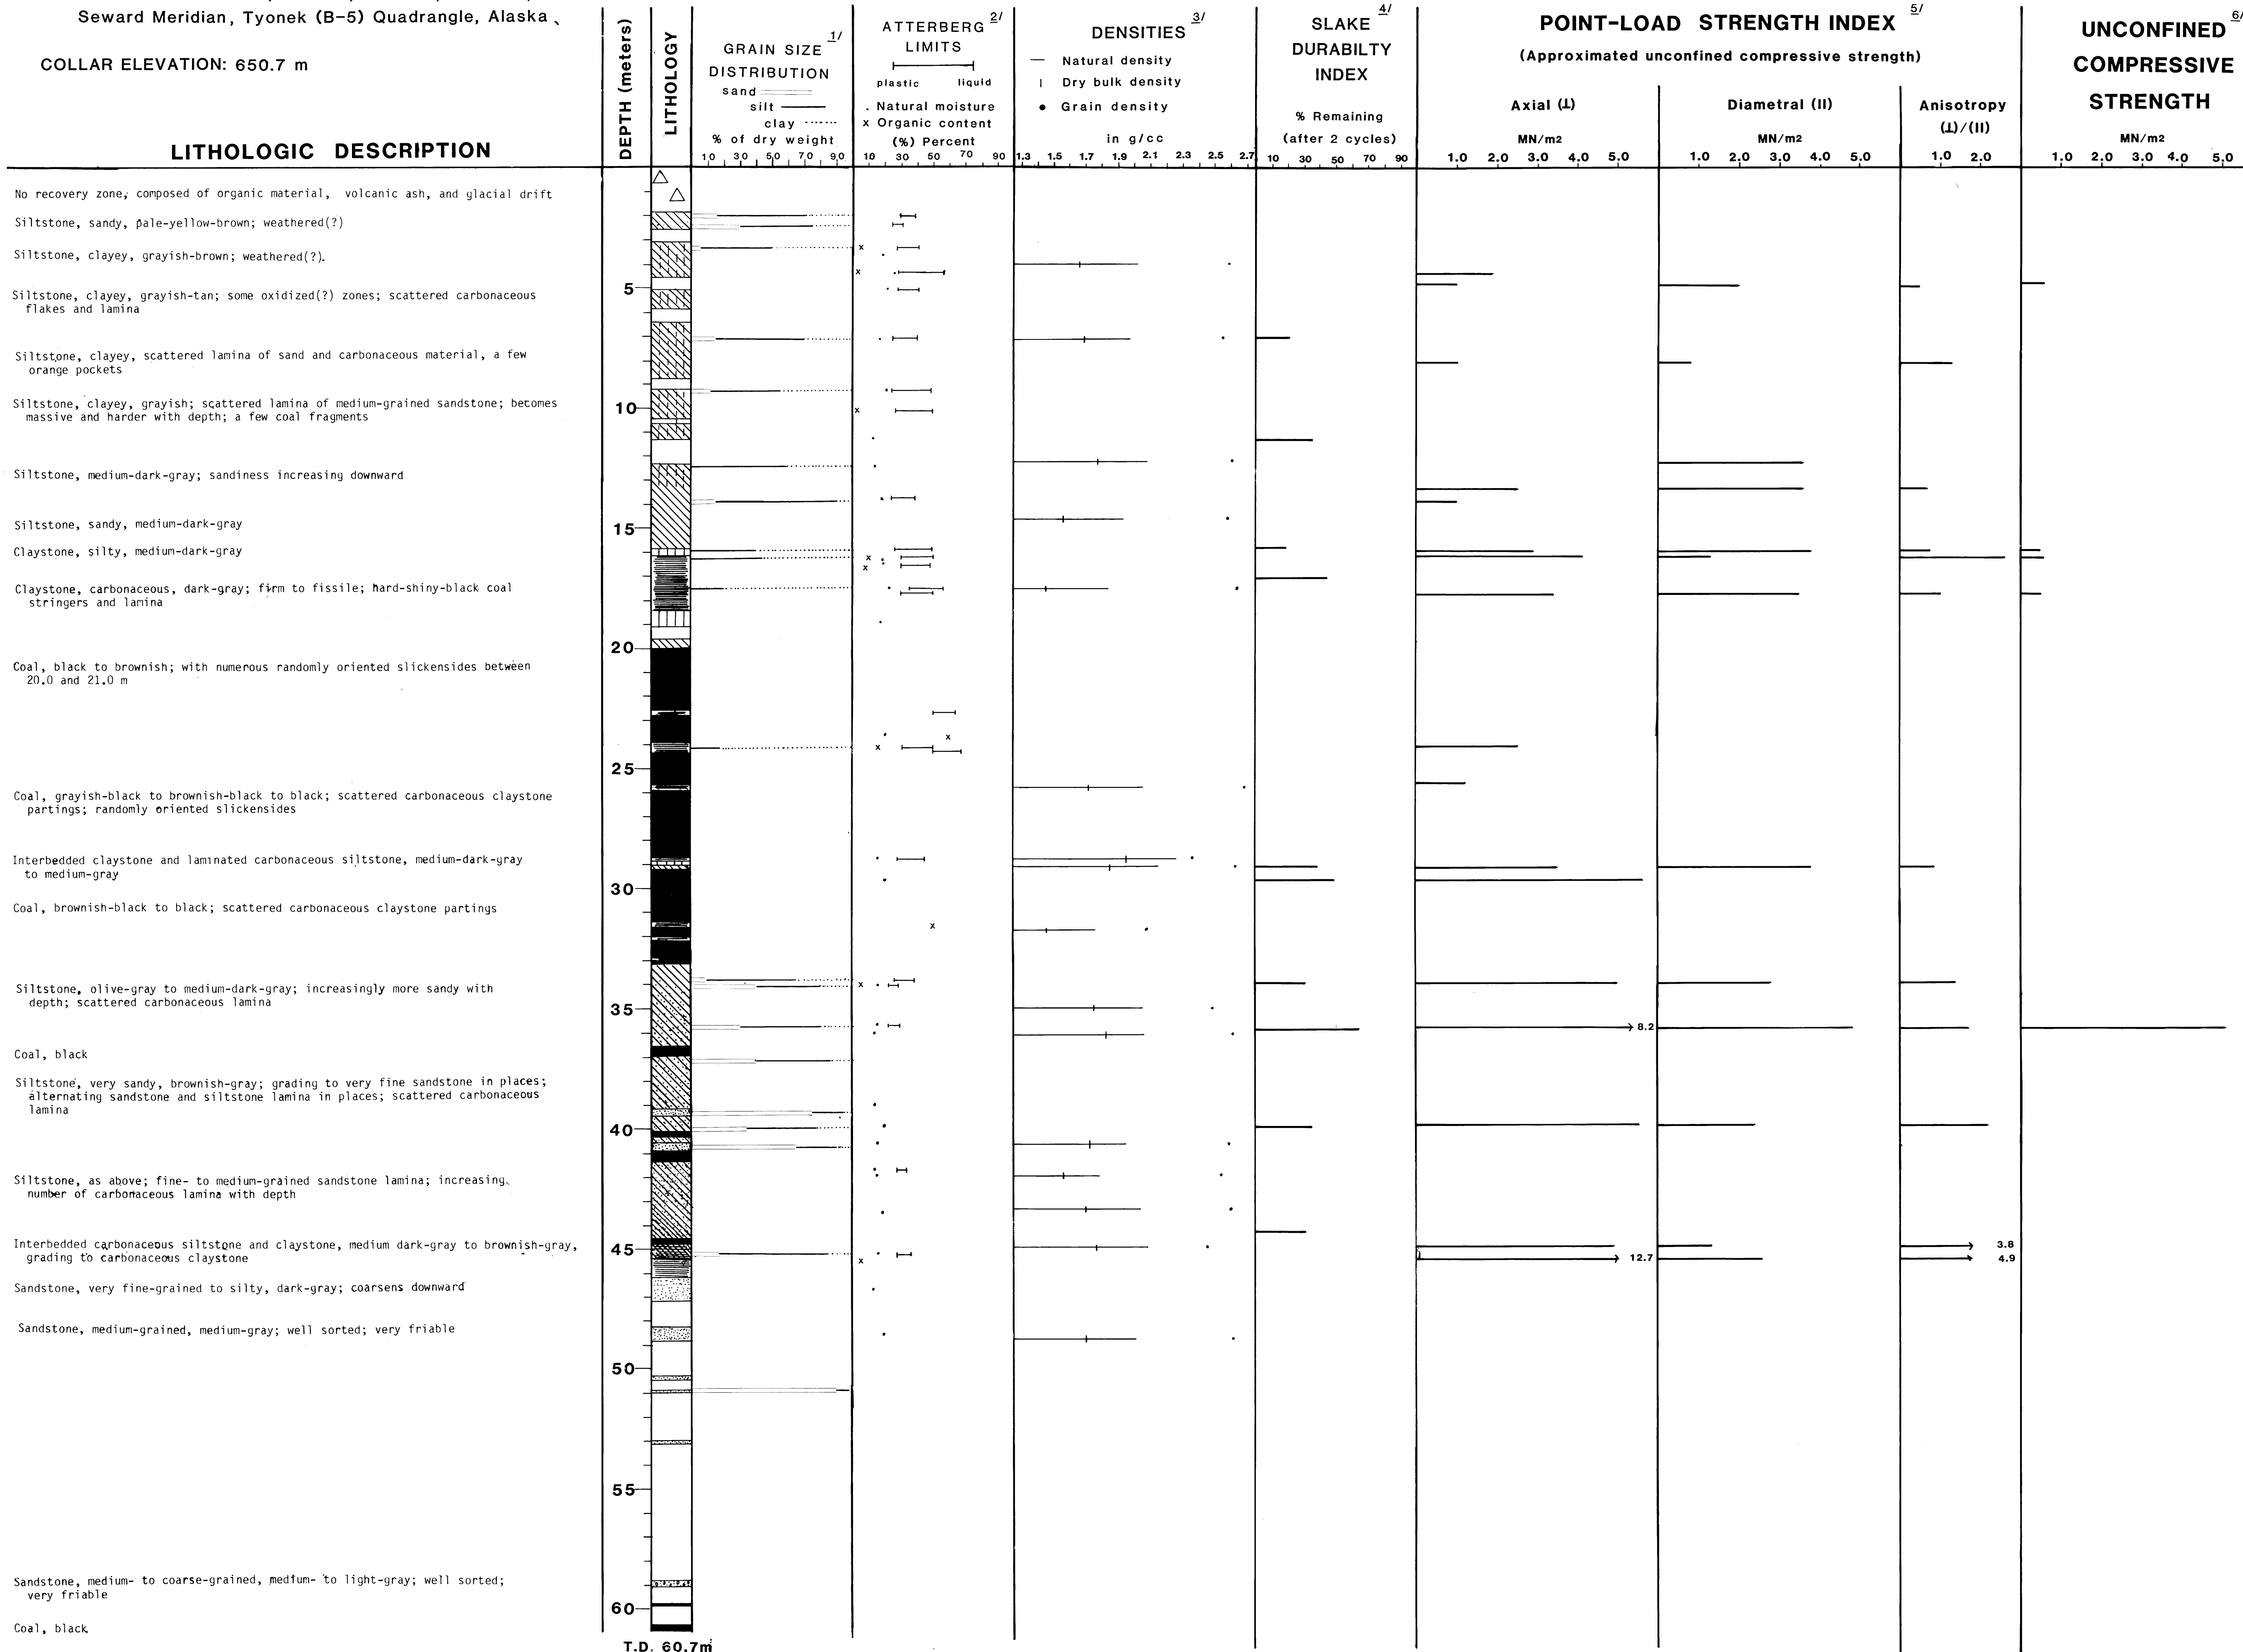 Seward Meridian, Tyonek (B-5) Quadrangle, Alaska
COLLAR ELEVATION: 650.7 m
LITHOLOGIC DESCRIPTION
DEPTH (meters)
LITHOLOGY
GRAIN SIZE 1/
DISTRIBUTION
sand
silt
clay
% of dry weight
10 30 50 70 90
ATTERBERG 2/
LIMITS
plastic liquid
. Natural moisture
x Organic content
(%) Percent
10 30 50 70 90
DENSITIES 3/
— Natural density
| Dry bulk density
• Grain density
in g/cc
1.3 1.5 1.7 1.9 2.1 2.3 2.5 2.7
SLAKE 4/
DURABILTY
INDEX
% Remaining
(after 2 cycles)
10 30 50 70 90
POINT-LOAD STRENGTH INDEX 5/
(Approximated unconfined compressive strength)
Axial (⊥)
MN/m2
1.0 2.0 3.0 4.0 5.0
Diametral (II)
MN/m2
1.0 2.0 3.0 4.0 5.0
Anisotropy
(⊥)/(II)
1.0 2.0
UNCONFINED 6/
COMPRESSIVE
STRENGTH
MN/m2
1.0 2.0 3.0 4.0 5.0
No recovery zone, composed of organic material, volcanic ash, and glacial drift
Siltstone, sandy, pale-yellow-brown; weathered(?)
Siltstone, clayey, grayish-brown; weathered(?).
Siltstone, clayey, grayish-tan; some oxidized(?) zones; scattered carbonaceous
flakes and lamina
5
Siltstone, clayey, scattered lamina of sand and carbonaceous material, a few
orange pockets
Siltstone, clayey, grayish; scattered lamina of medium-grained sandstone; becomes
massive and harder with depth; a few coal fragments
10
Siltstone, medium-dark-gray; sandiness increasing downward
Siltstone, sandy, medium-dark-gray
15
Claystone, silty, medium-dark-gray
Claystone, carbonaceous, dark-gray; firm to fissile; hard-shiny-black coal
stringers and lamina
20
Coal, black to brownish; with numerous randomly oriented slickensides between
20.0 and 21.0 m
25
Coal, grayish-black to brownish-black to black; scattered carbonaceous claystone
partings; randomly oriented slickensides
Interbedded claystone and laminated carbonaceous siltstone, medium-dark-gray
to medium-gray
30
Coal, brownish-black to black; scattered carbonaceous claystone partings
Siltstone, olive-gray to medium-dark-gray; increasingly more sandy with
depth; scattered carbonaceous lamina
35
8.2
Coal, black
Siltstone, very sandy, brownish-gray; grading to very fine sandstone in places;
alternating sandstone and siltstone lamina in places; scattered carbonaceous
lamina
40
Siltstone, as above; fine- to medium-grained sandstone lamina; increasing
number of carbonaceous lamina with depth
Interbedded carbonaceous siltstone and claystone, medium dark-gray to brownish-gray,
grading to carbonaceous claystone
45
3.8
12.7
4.9
Sandstone, very fine-grained to silty, dark-gray; coarsens downward
Sandstone, medium-grained, medium-gray; well sorted; very friable
50
55
Sandstone, medium- to coarse-grained, medium- to light-gray; well sorted;
very friable
60
Coal, black
T.D. 60.7m